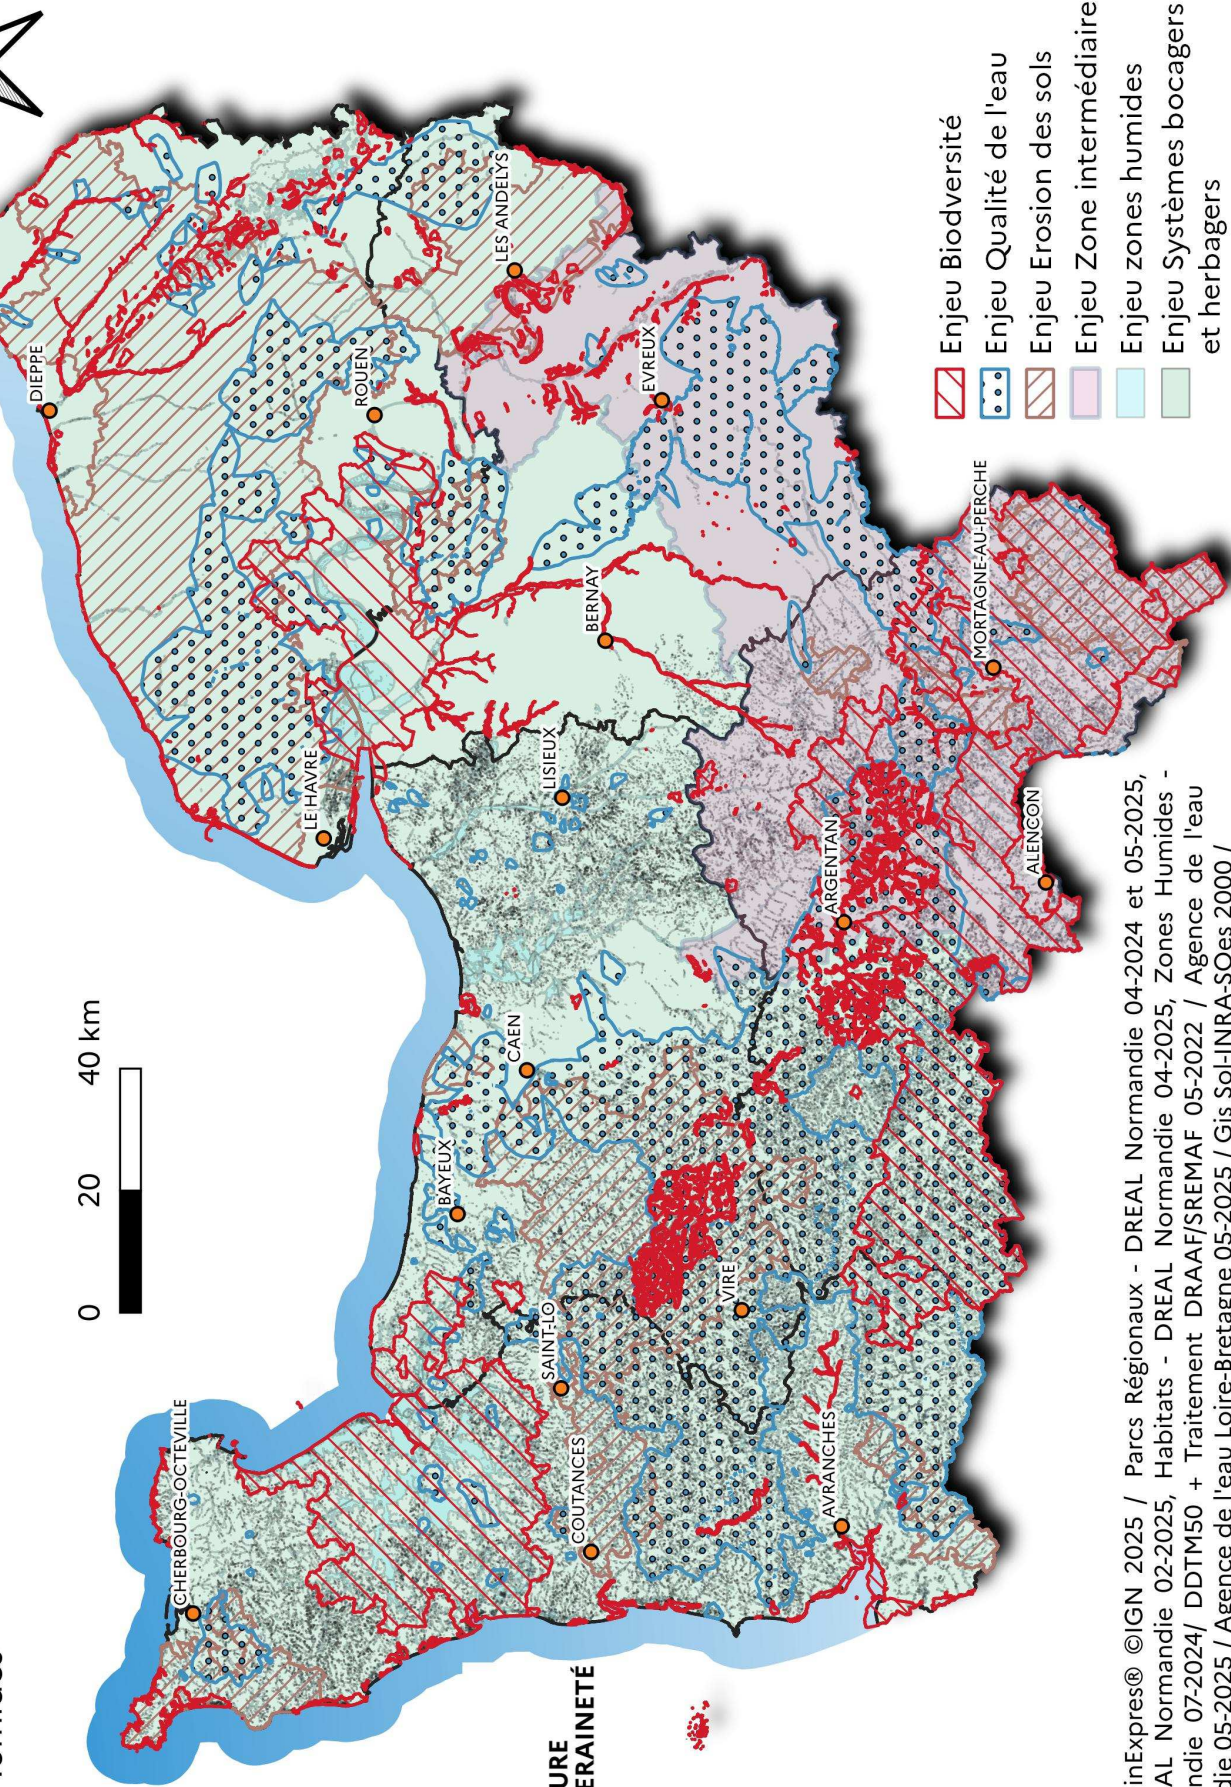 0 20 40 km
CHERBOURG-OCTEVILLE
DIEPPE
LE HAVRE
ROUEN
LES ANDELYS
BAYEUX
CAEN
LISIEUX
BERNAY
EVREUX
SAINT-LO
COUTANCES
VIRE
AVRANCHES
ARGENTAN
ALENCON
MORTAGNE-AU-PERCHE
URE
ERAINETÉ
Enjeu Biodversité
Enjeu Qualité de l'eau
Enjeu Erosion des sols
Enjeu Zone intermédiaire
Enjeu zones humides
Enjeu Systèmes bocagers
et herbagers
inExpres® ©IGN 2025 / Parcs Régionaux - DREAL Normandie 04-2024 et 05-2025,
AL Normandie 02-2025, Habitats - DREAL Normandie 04-2025, Zones Humides -
ndie 07-2024/ DDTM50 + Traitement DRAAF/SREMAF 05-2022 / Agence de l'eau
die 05-2025 / Agence de l'eau Loire-Bretagne 05-2025 / Gis Sol-INRA-SOes 2000 /